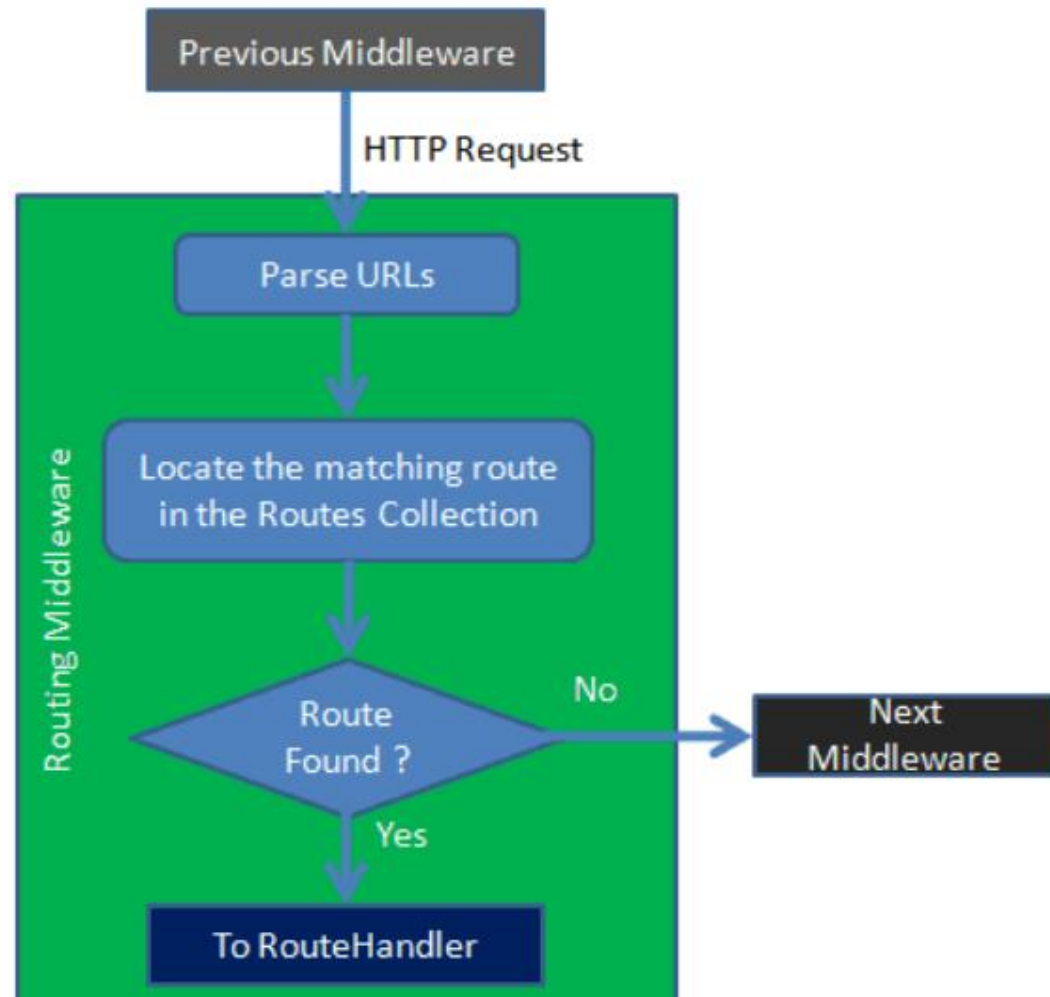 Previous Middleware
HTTP Request
Parse URLs
Locate the matching route
in the Routes Collection
Routing Middleware
Route
Found ?
No
Next
Middleware
Yes
To RouteHandler